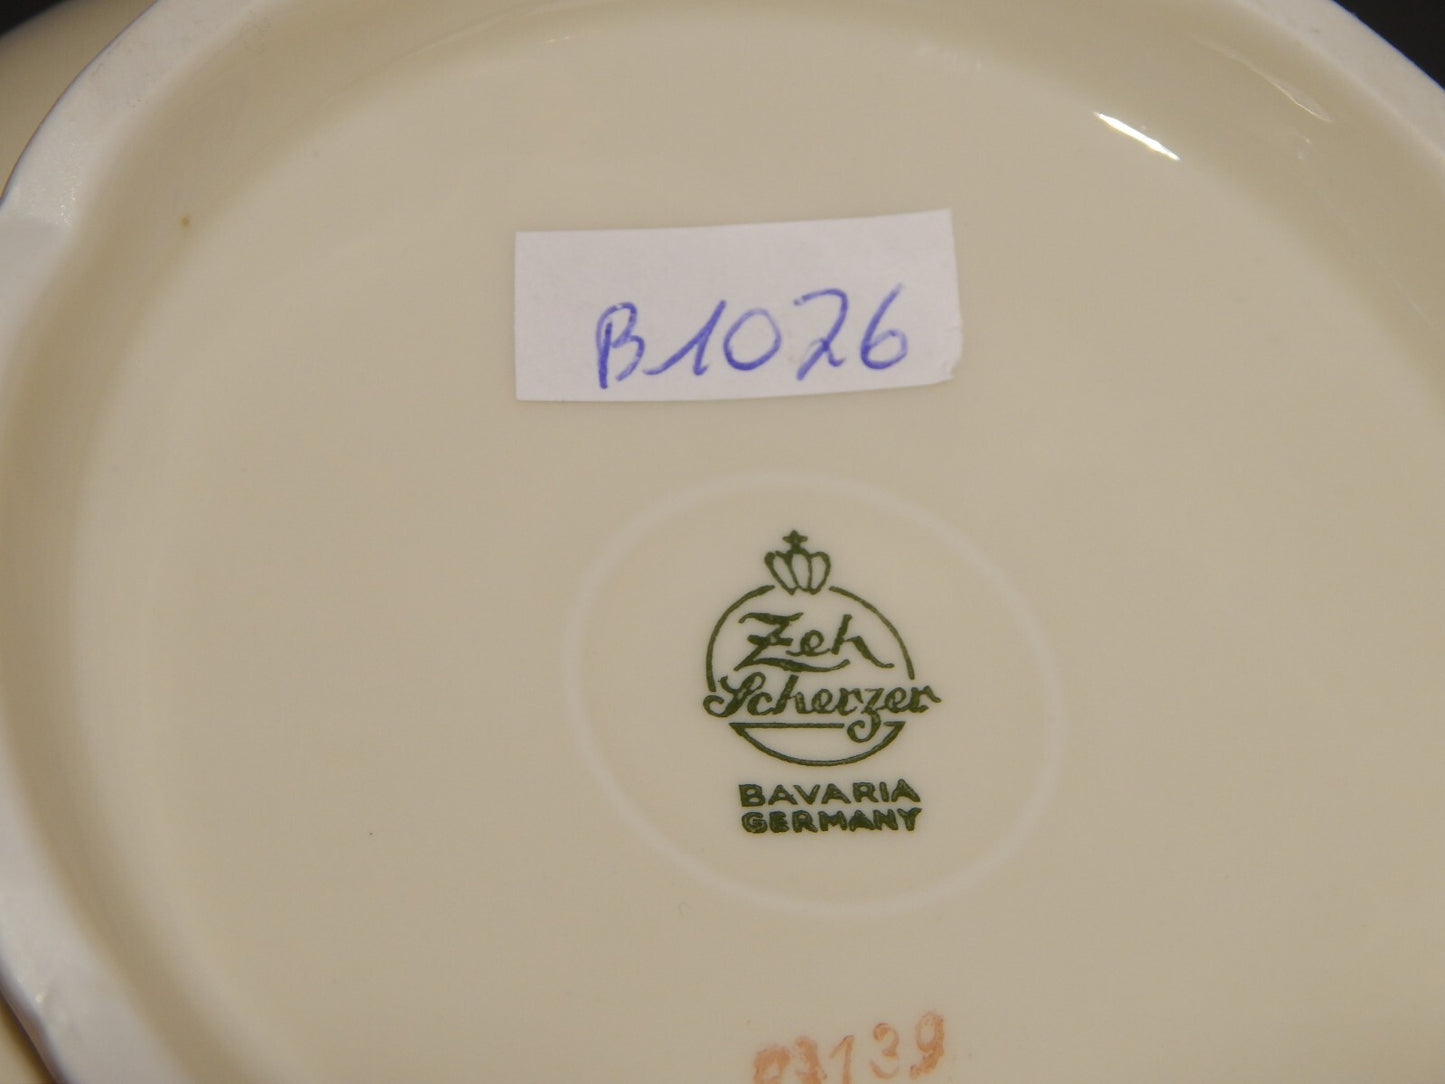 B1026
Zeh
Scherzer
BAVARIA
GERMANY